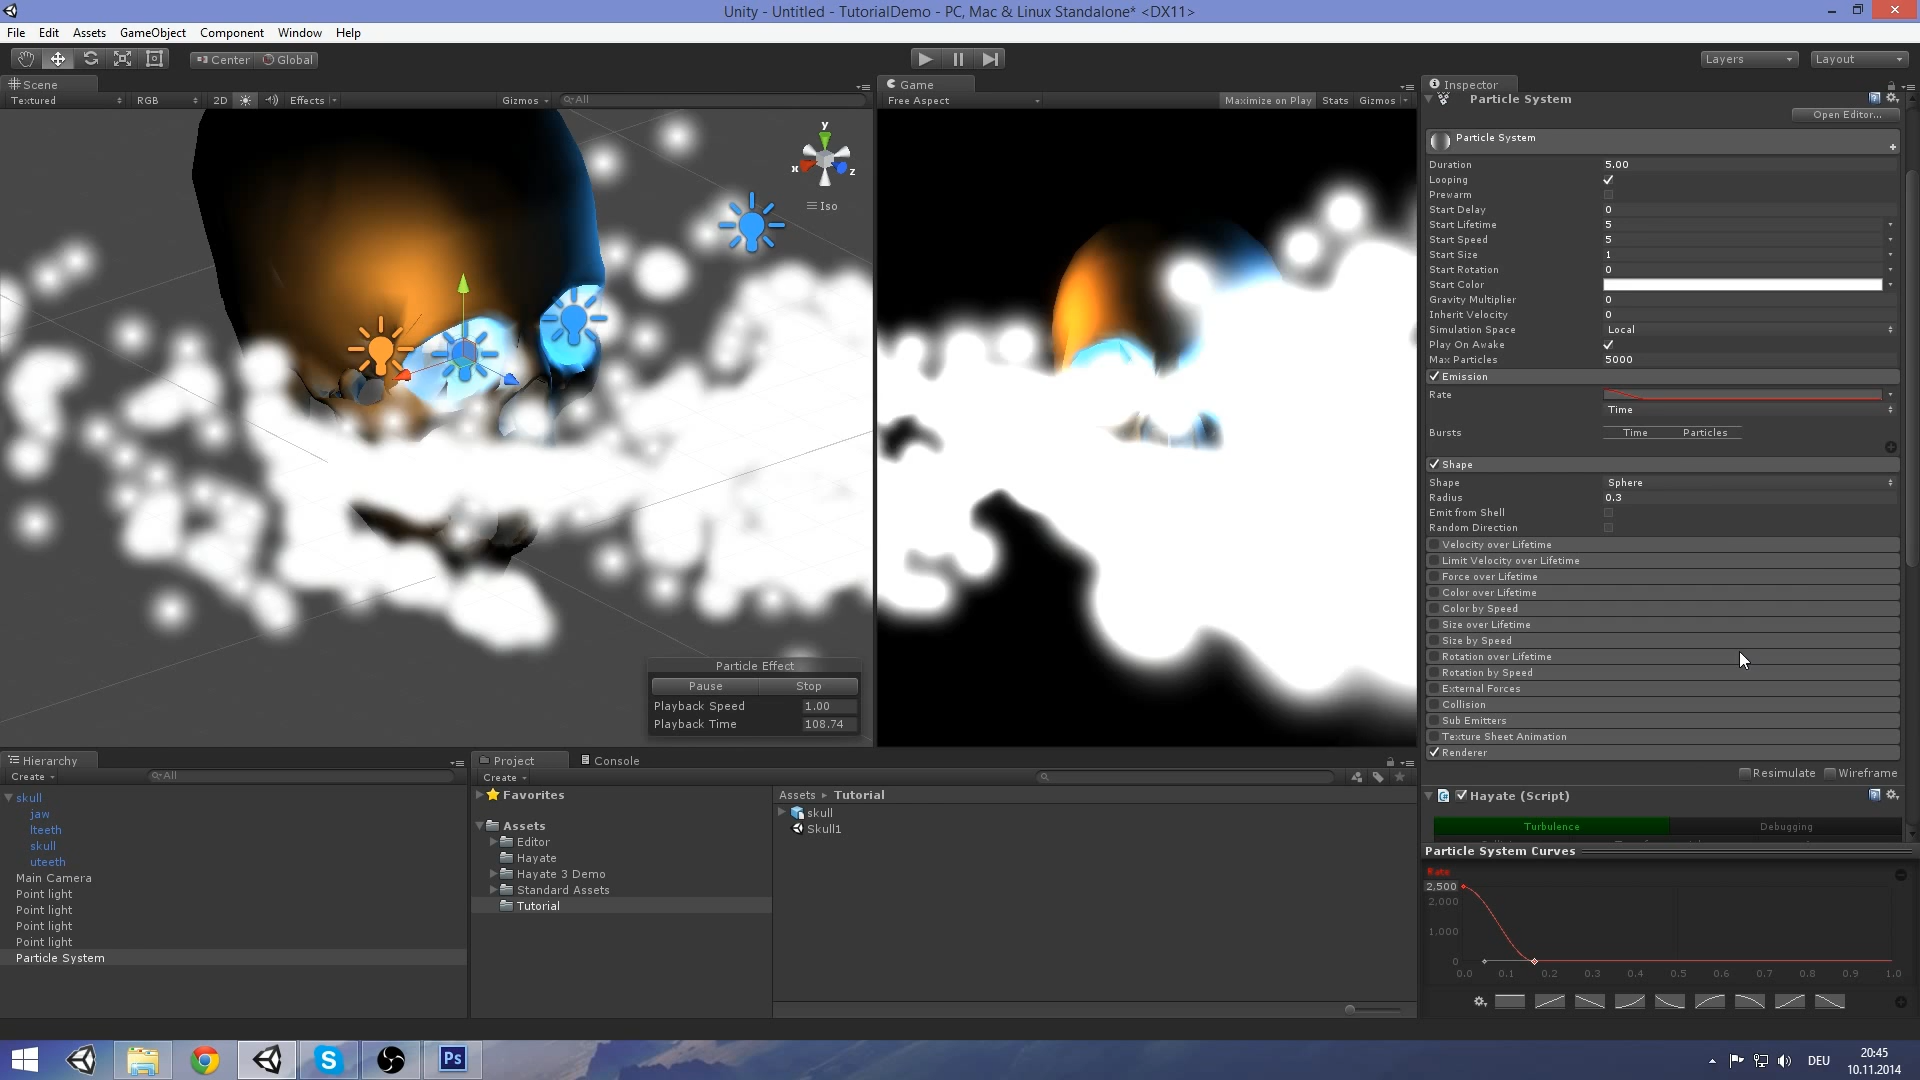 Unity - Untitled - TutorialDemo - PC, Mac & Linux Standalone* <DX11>
File Edit Assets GameObject Component Window Help
Center Global Layers Layout
Scene
Textured RGB 2D Effects Gizmos All
y
x
z
Iso
Particle Effect
Pause Stop
Playback Speed 1.00
Playback Time 108.74
Game
Free Aspect Maximize on Play Stats Gizmos
Inspector
Particle System
Open Editor...
Particle System
Duration 5.00
Looping
Prewarm
Start Delay 0
Start Lifetime 5
Start Speed 5
Start Size 1
Start Rotation 0
Start Color
Gravity Multiplier 0
Inherit Velocity 0
Simulation Space Local
Play On Awake
Max Particles 5000
Emission
Rate
Time
Bursts Time Particles
Shape
Shape Sphere
Radius 0.3
Emit from Shell
Random Direction
Velocity over Lifetime
Limit Velocity over Lifetime
Force over Lifetime
Color over Lifetime
Color by Speed
Size over Lifetime
Size by Speed
Rotation over Lifetime
Rotation by Speed
External Forces
Collision
Sub Emitters
Texture Sheet Animation
Renderer
Resimulate Wireframe
Hayate (Script)
Turbulence Debugging
Particle System Curves
Rate
2,500
2,000
1,000
0
0.0 0.1 0.2 0.3 0.4 0.5 0.6 0.7 0.8 0.9 1.0
Hierarchy
Create All
skull
jaw
lteeth
skull
uteeth
Main Camera
Point light
Point light
Point light
Point light
Particle System
Project Console
Create
Favorites
Assets
Editor
Hayate
Hayate 3 Demo
Standard Assets
Tutorial
Assets Tutorial
skull
Skull1
S
Ps
DEU
20:45
10.11.2014